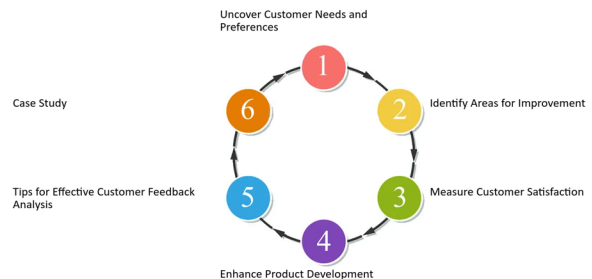 Uncover Customer Needs and
Preferences
1
2
Identify Areas for Improvement
3
Measure Customer Satisfaction
4
Enhance Product Development
5
Tips for Effective Customer Feedback
Analysis
6
Case Study